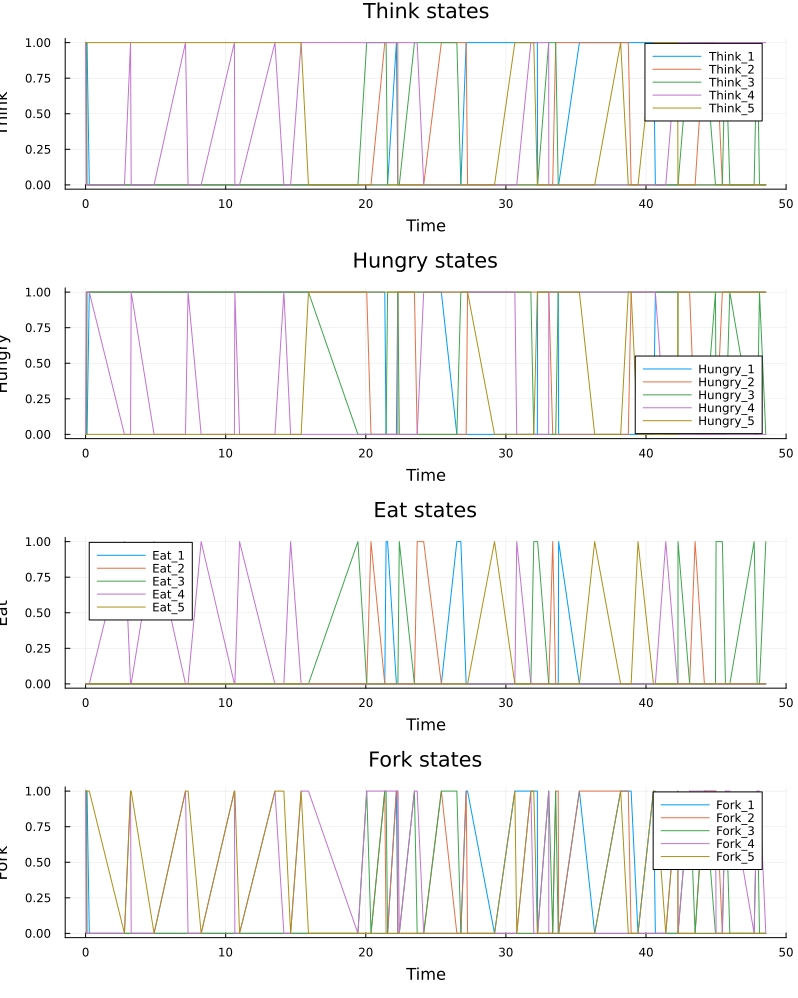 Think states
1.00
0.75
0.50
0.25
0.00
Think
Think_1
Think_2
Think_3
Think_4
Think_5
0 10 20 30 40 50
Time
Hungry states
1.00
0.75
0.50
0.25
0.00
Hungry
Hungry_1
Hungry_2
Hungry_3
Hungry_4
Hungry_5
0 10 20 30 40 50
Time
Eat states
1.00
0.75
0.50
0.25
0.00
Eat
Eat_1
Eat_2
Eat_3
Eat_4
Eat_5
0 10 20 30 40 50
Time
Fork states
1.00
0.75
0.50
0.25
0.00
Fork
Fork_1
Fork_2
Fork_3
Fork_4
Fork_5
0 10 20 30 40 50
Time